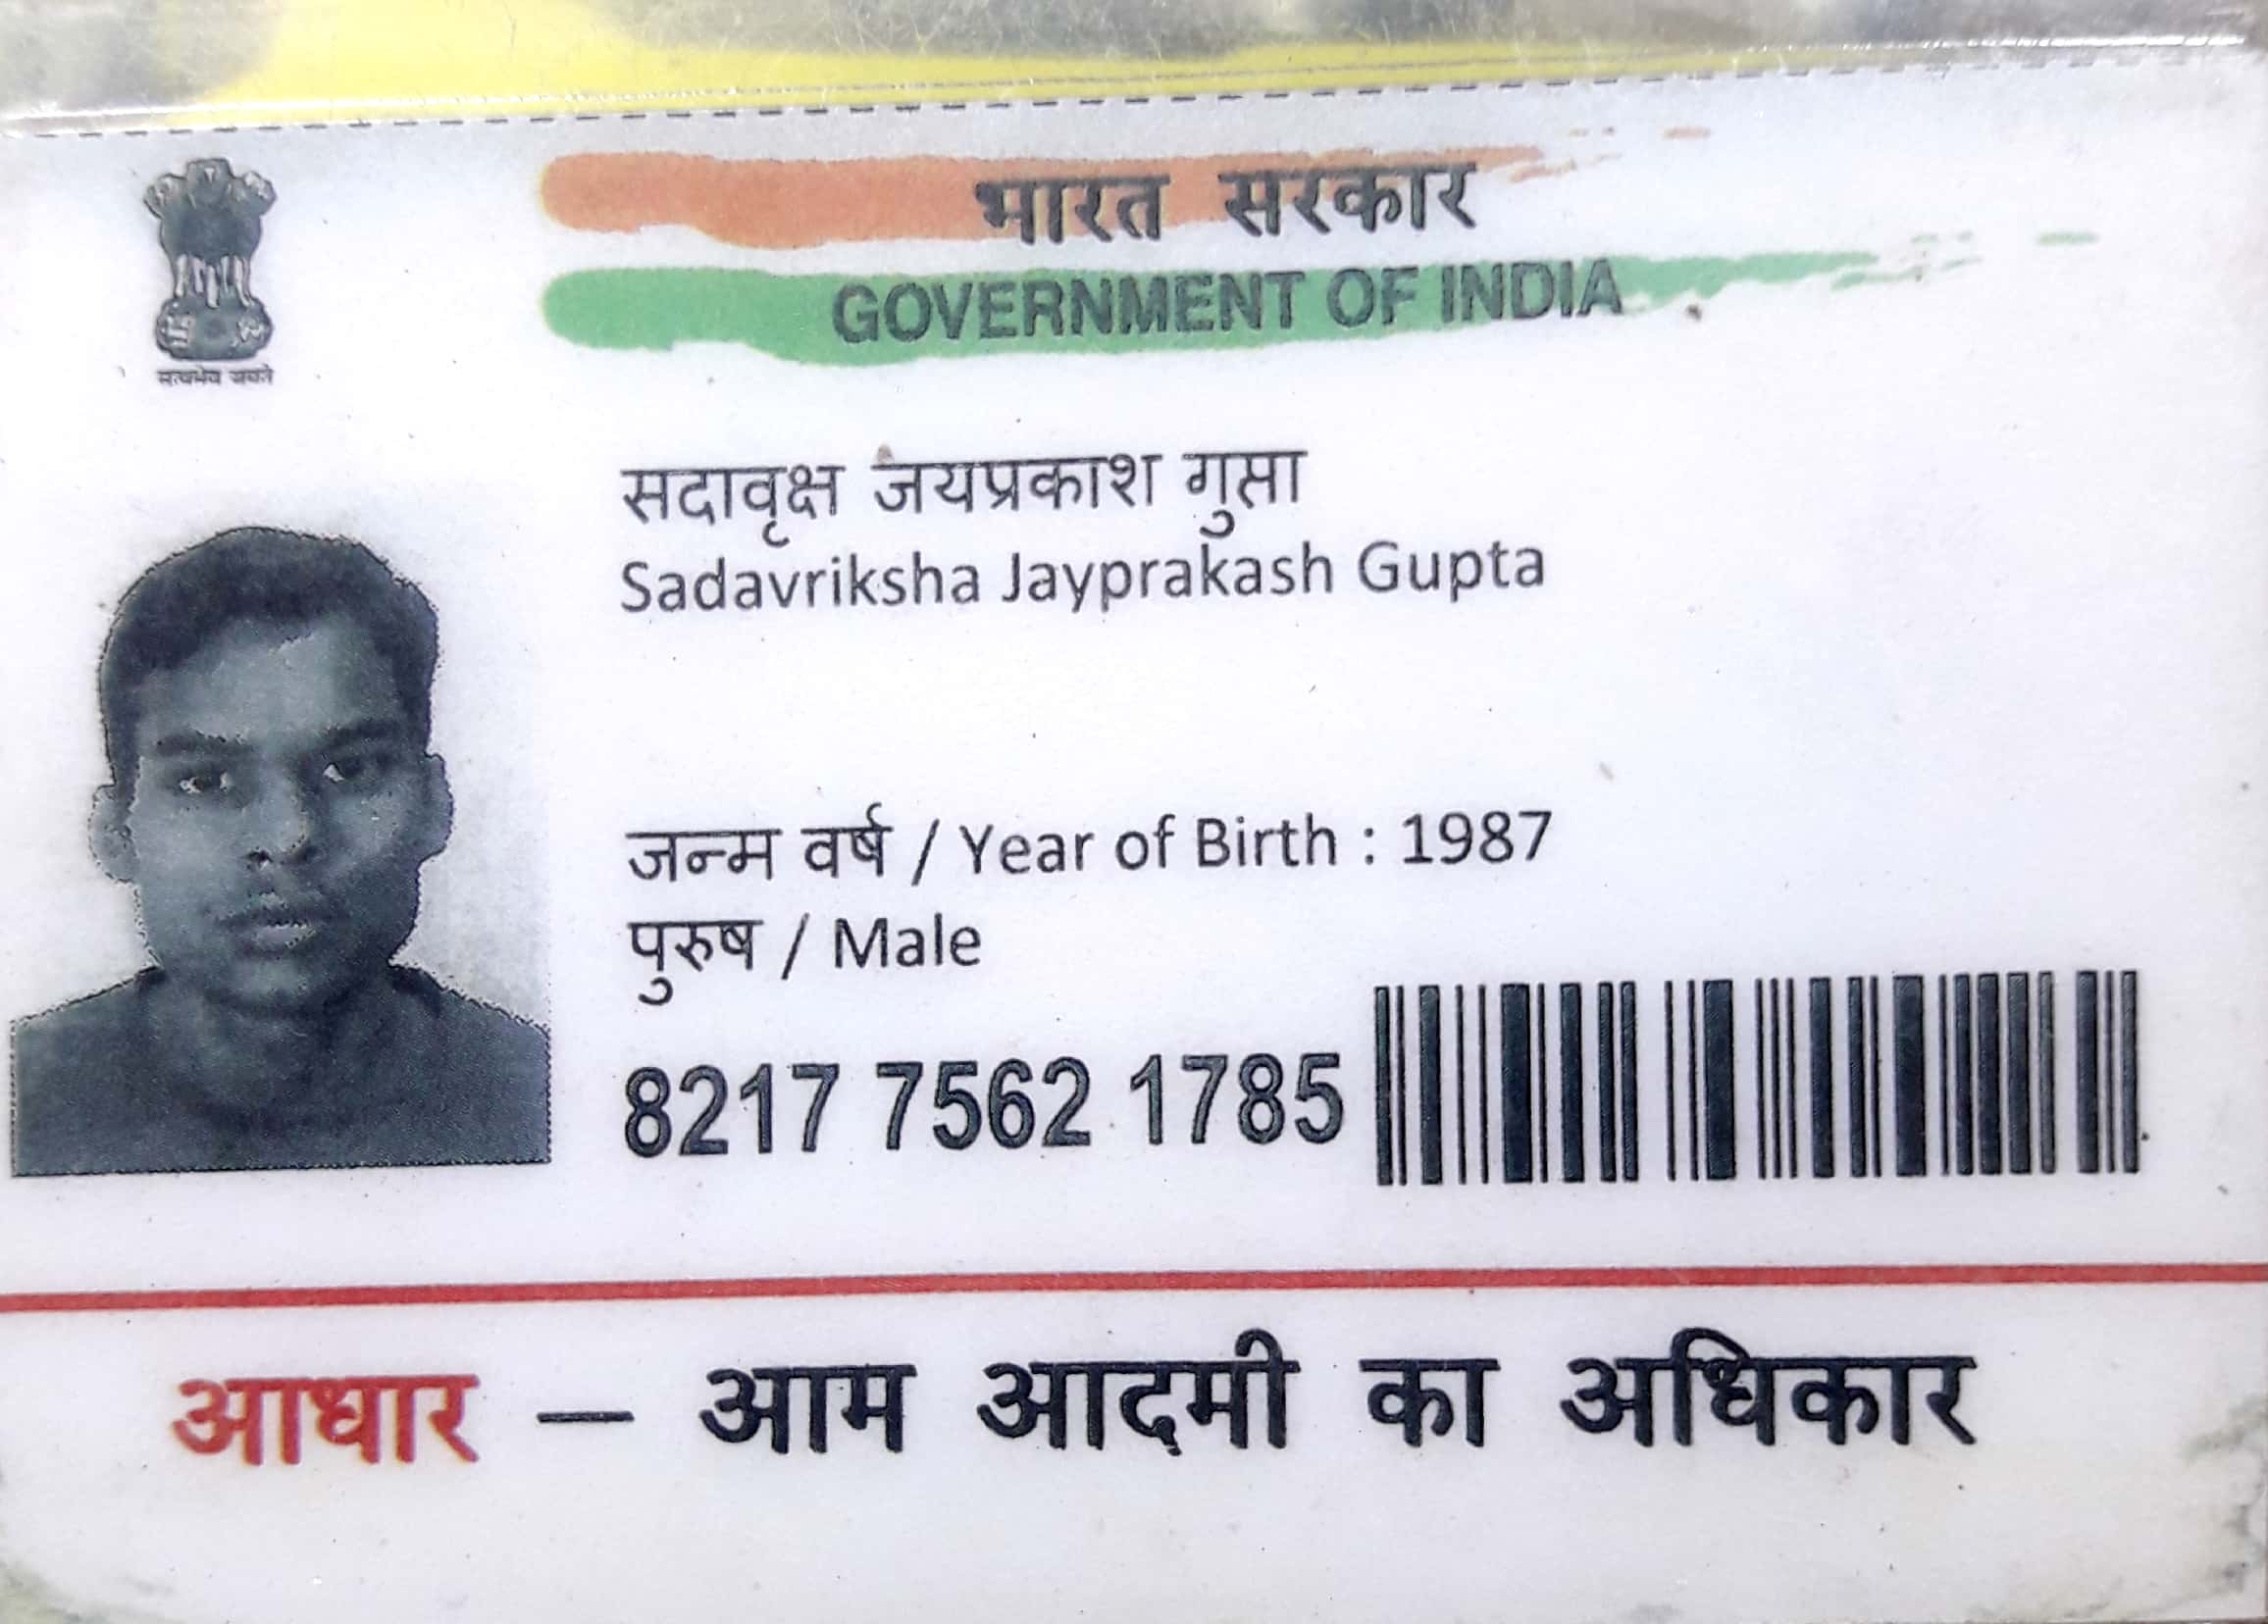 भारत सरकार
GOVERNMENT OF INDIA
सत्यमेव जयते
सदावृक्ष जयप्रकाश गुप्ता
Sadavriksha Jayprakash Gupta
जन्म वर्ष / Year of Birth : 1987
पुरुष / Male
8217 7562 1785
आधार — आम आदमी का अधिकार